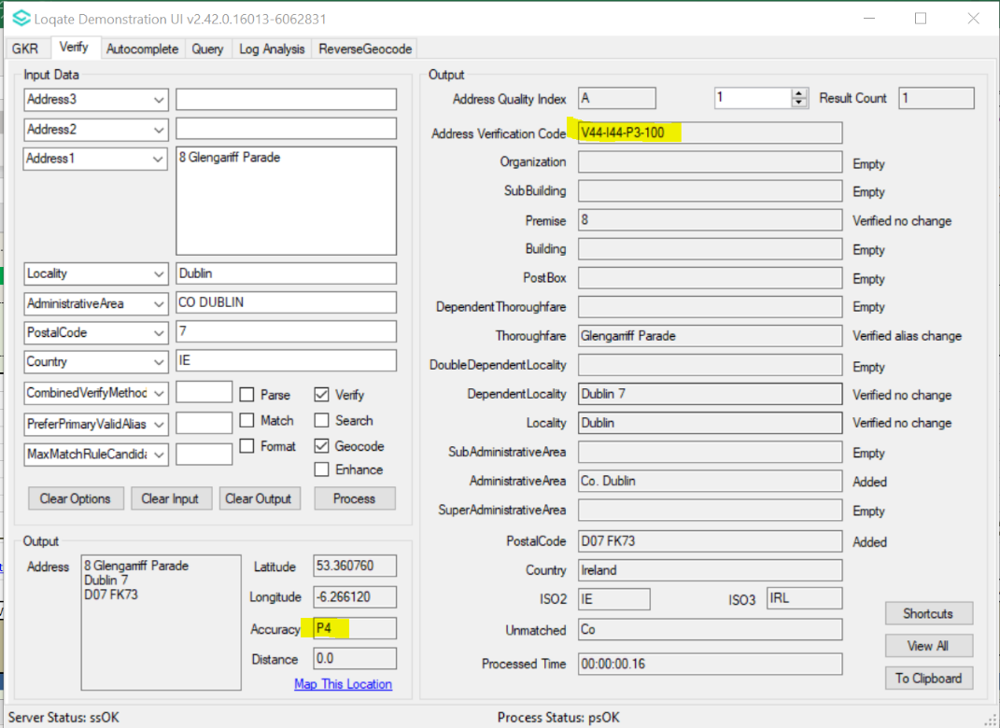 Loqate Demonstration UI v2.42.0.16013-6062831
GKR Verify Autocomplete Query Log Analysis ReverseGeocode
Input Data
Address3
Address2
Address1 8 Glengariff Parade
Locality Dublin
AdministrativeArea CO DUBLIN
PostalCode 7
Country IE
CombinedVerifyMethod Parse Verify
PreferPrimaryValidAlias Match Search
MaxMatchRuleCandida Format Geocode
Enhance
Clear Options Clear Input Clear Output Process
Output
Address 8 Glengarriff Parade
Dublin 7
D07 FK73
Latitude 53.360760
Longitude -6.266120
Accuracy P4
Distance 0.0
Map This Location
Output
Address Quality Index A 1 Result Count 1
Address Verification Code V44-I44-P3-100
Organization Empty
SubBuilding Empty
Premise 8 Verified no change
Building Empty
PostBox Empty
DependentThoroughfare Empty
Thoroughfare Glengarriff Parade Verified alias change
DoubleDependentLocality Empty
DependentLocality Dublin 7 Verified no change
Locality Dublin Verified no change
SubAdministrativeArea Empty
AdministrativeArea Co. Dublin Added
SuperAdministrativeArea Empty
PostalCode D07 FK73 Added
Country Ireland
ISO2 IE ISO3 IRL
Unmatched Co
Processed Time 00:00:00.16
Shortcuts
View All
To Clipboard
Server Status: ssOK Process Status: psOK